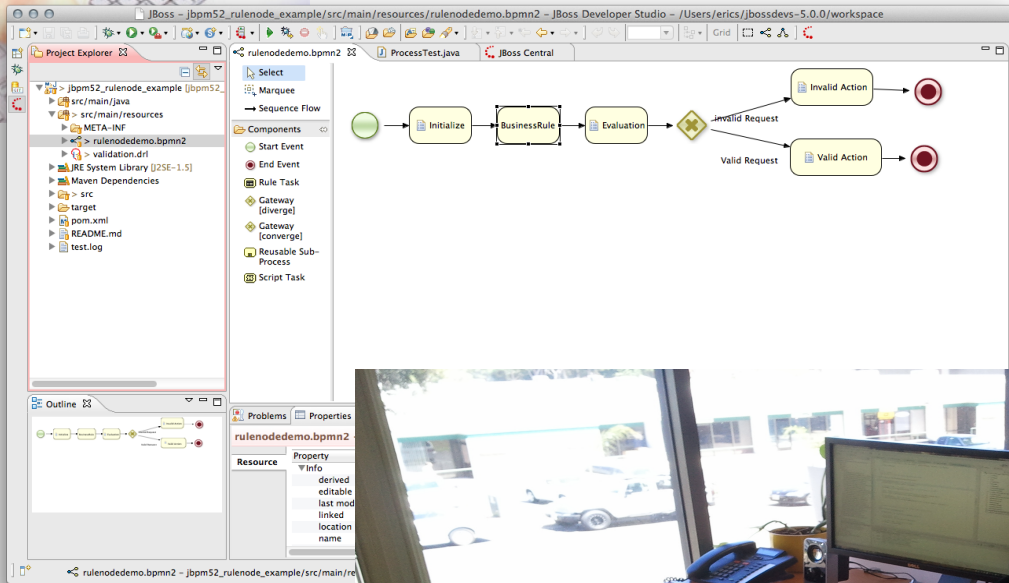 JBoss – jbpm52_rulenode_example/src/main/resources/rulenodedemo.bpmn2 – JBoss Developer Studio – /Users/erics/jbossdevs-5.0.0/workspace
Grid
Project Explorer
rulenodedemo.bpmn2
ProcessTest.java
JBoss Central
> jbpm52_rulenode_example [jbpm52_
src/main/java
> src/main/resources
META-INF
> rulenodedemo.bpmn2
> validation.drl
JRE System Library [J2SE-1.5]
Maven Dependencies
> src
target
pom.xml
README.md
test.log
Select
Marquee
Sequence Flow
Components
Start Event
End Event
Rule Task
Gateway
[diverge]
Gateway
[converge]
Reusable Sub-
Process
Script Task
Initialize
BusinessRule
Evaluation
Invalid Action
Invalid Request
Valid Request
Valid Action
Outline
Problems
Properties
rulenodedemo.bpmn2 -
Resource
Property
Info
derived
editable
last mod
linked
location
name
rulenodedemo.bpmn2 – jbpm52_rulenode_example/src/main/re
DELL